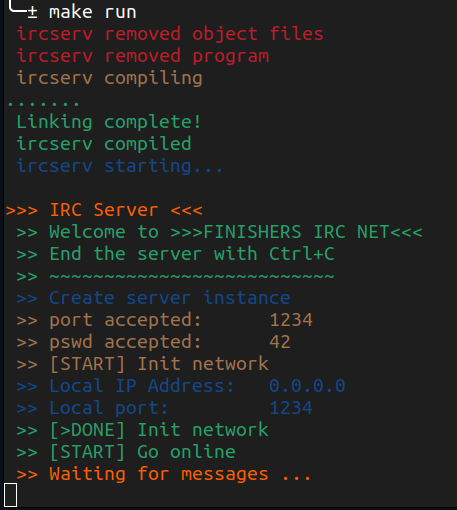 ± make run
ircserv removed object files
ircserv removed program
ircserv compiling
.......
Linking complete!
ircserv compiled
ircserv starting...
>>> IRC Server <<<
>> Welcome to >>>FINISHERS IRC NET<<<
>> End the server with Ctrl+C
>> ~~~~~~~~~~~~~~~~~~~~~~~~~~
>> Create server instance
>> port accepted: 1234
>> pswd accepted: 42
>> [START] Init network
>> Local IP Address: 0.0.0.0
>> Local port: 1234
>> [>DONE] Init network
>> [START] Go online
>> Waiting for messages ...